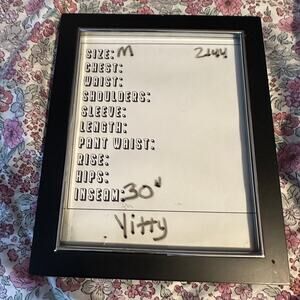 SIZE: M 2144
CHEST:
WAIST:
SHOULDERS:
SLEEVE:
LENGTH:
PANT WAIST:
RISE:
HIPS:
INSEAM: 30"
Yitty